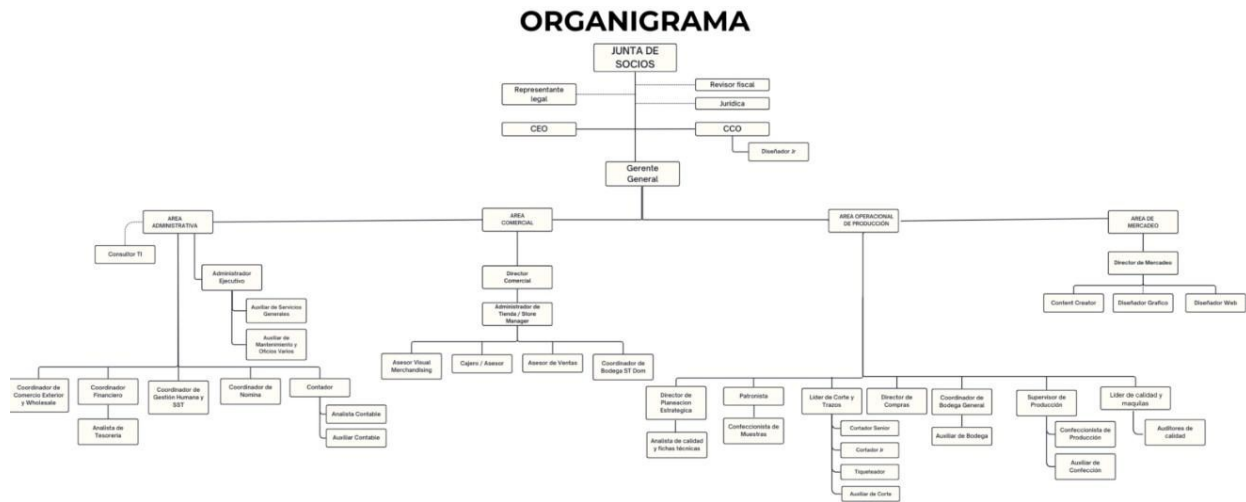 ORGANIGRAMA
JUNTA DE
SOCIOS
Representante
legal
Revisor fiscal
Jurídica
CEO
CCO
Diseñador Jr
Gerente
General
AREA
ADMINISTRATIVA
AREA
COMERCIAL
AREA OPERACIONAL
DE PRODUCCIÓN
AREA DE
MERCADEO
Consultor TI
Administrador
Ejecutivo
Auxiliar de Servicios
Generales
Auxiliar de
Mantenimiento y
Oficios Varios
Coordinador de
Comercio Exterior
y Wholesale
Coordinador
Financiero
Analista de
Tesoreria
Coordinador de
Gestión Humana y
SST
Coordinador de
Nomina
Contador
Analista Contable
Auxiliar Contable
Director
Comercial
Administrador de
Tienda / Store
Manager
Asesor Visual
Merchandising
Cajero / Asesor
Asesor de Ventas
Coordinador de
Bodega ST Dom
Director de
Planeacion
Estrategica
Analista de calidad
y fichas técnicas
Patronista
Confeccionista de
Muestras
Líder de Corte y
Trazos
Cortador Senior
Cortador Jr
Tiqueteador
Auxiliar de Corte
Director de
Compras
Coordinador de
Bodega General
Auxiliar de Bodega
Supervisor de
Producción
Confeccionista de
Producción
Auxiliar de
Confección
Líder de calidad y
maquilas
Auditores de
calidad
Director de Mercadeo
Content Creator
Diseñador Grafico
Diseñador Web